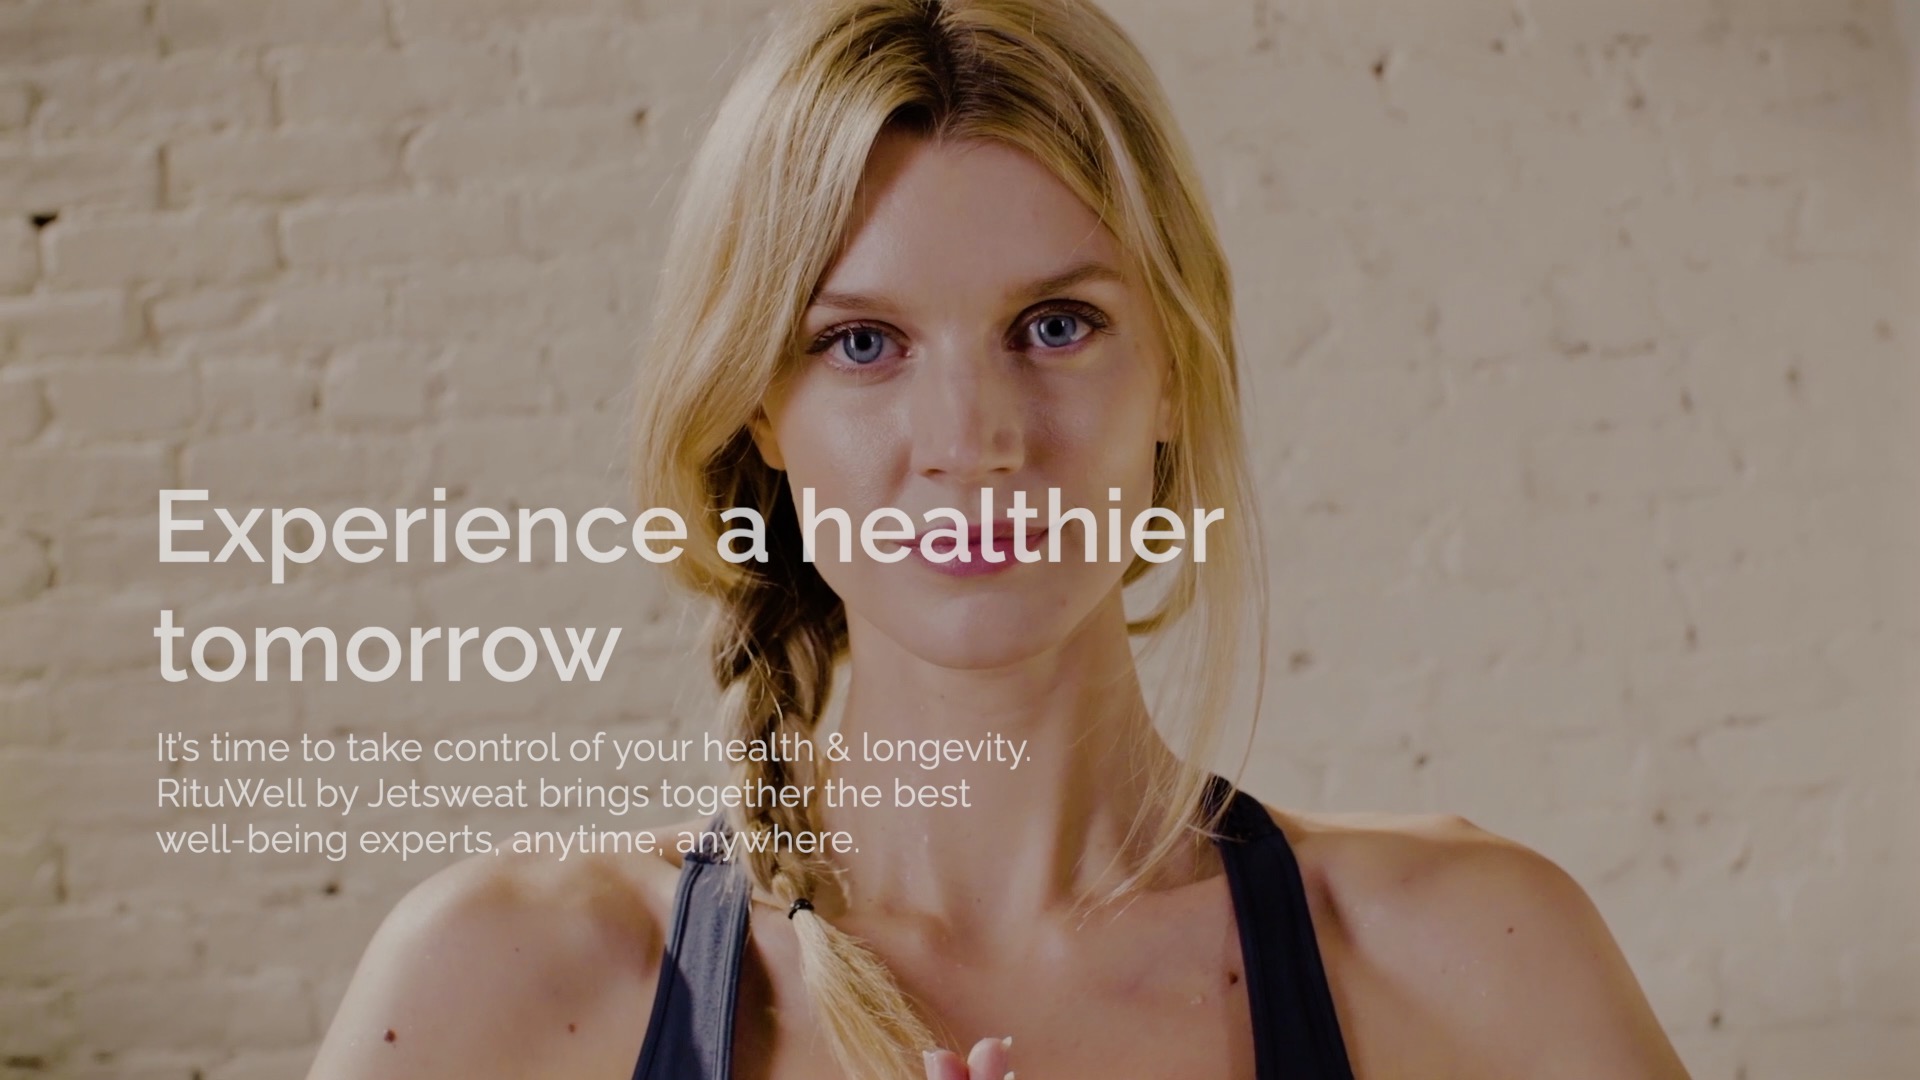 Experience a healthier
tomorrow
It’s time to take control of your health & longevity.
RituWell by Jetsweat brings together the best
well-being experts, anytime, anywhere.